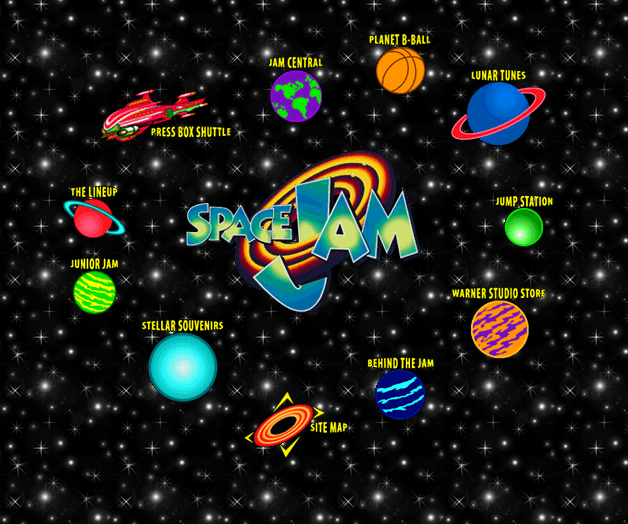 PLANET B-BALL
JAM CENTRAL
LUNAR TUNES
PRESS BOX SHUTTLE
THE LINEUP
JUMP STATION
SPACE JAM
JUNIOR JAM
WARNER STUDIO STORE
STELLAR SOUVENIRS
BEHIND THE JAM
SITE MAP